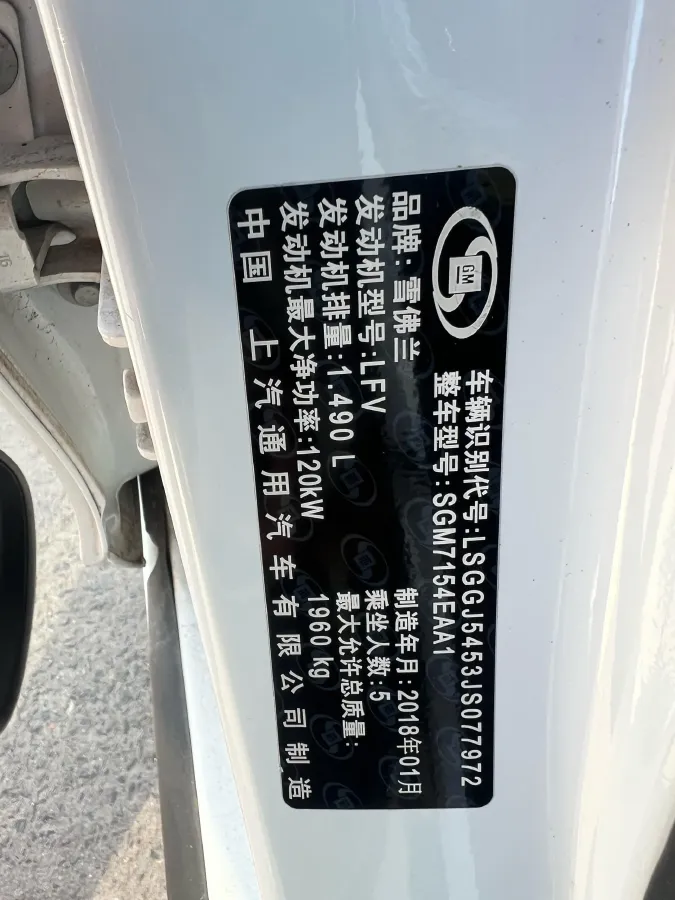 GM
车辆识别代号:LSGGJ5453JS077972
整车型号:SGM7154EAA1
品牌:雪佛兰
制造年月:2018年01月
发动机型号:LFV
乘坐人数:5
发动机排量:1.490 L
最大允许总质量:
发动机最大净功率:120kW
1960 kg
中国 上汽通用汽车有限公司制造
16